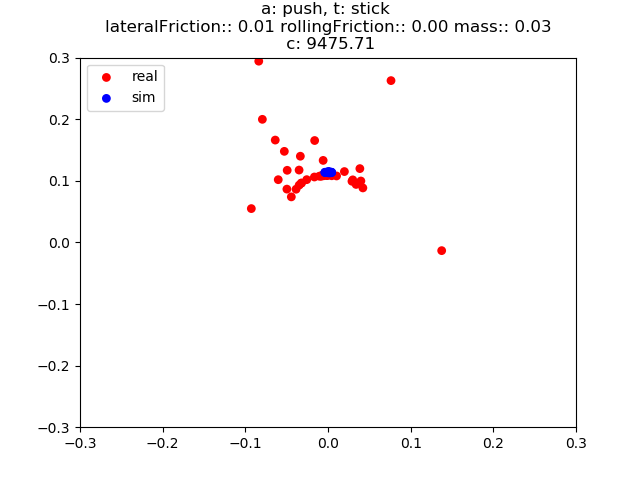 a: push, t: stick
lateralFriction:: 0.01 rollingFriction:: 0.00 mass:: 0.03
c: 9475.71
real
sim
0.3
0.2
0.1
0.0
−0.1
−0.2
−0.3
−0.3
−0.2
−0.1
0.0
0.1
0.2
0.3